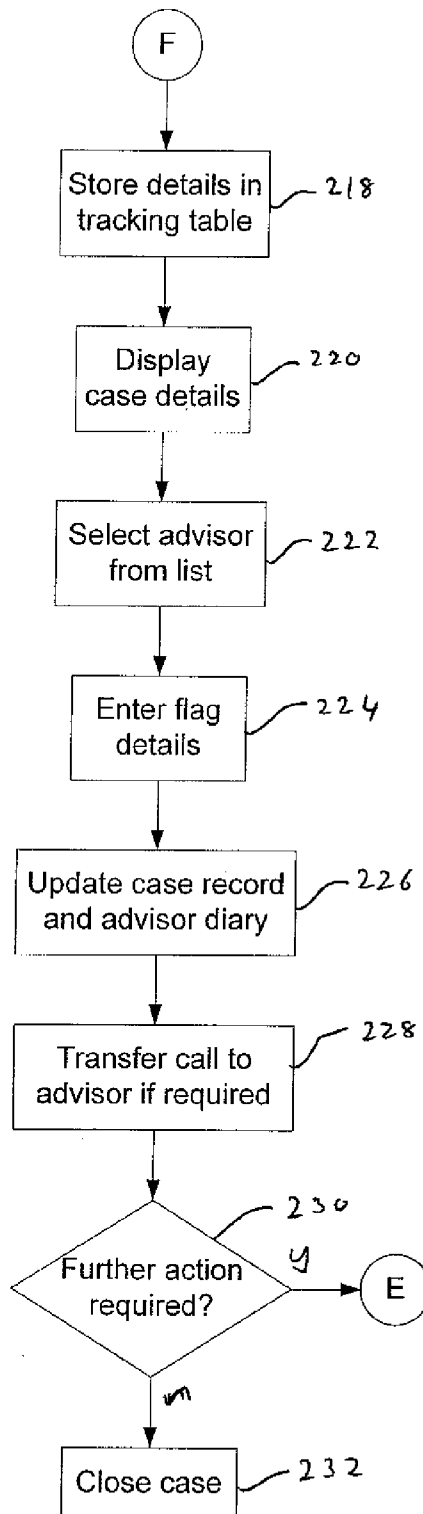 F
Store details in
tracking table
218
Display
case details
220
Select advisor
from list
222
Enter flag
details
224
Update case record
and advisor diary
226
Transfer call to
advisor if required
228
230
Further action
required?
y
E
n
Close case
232